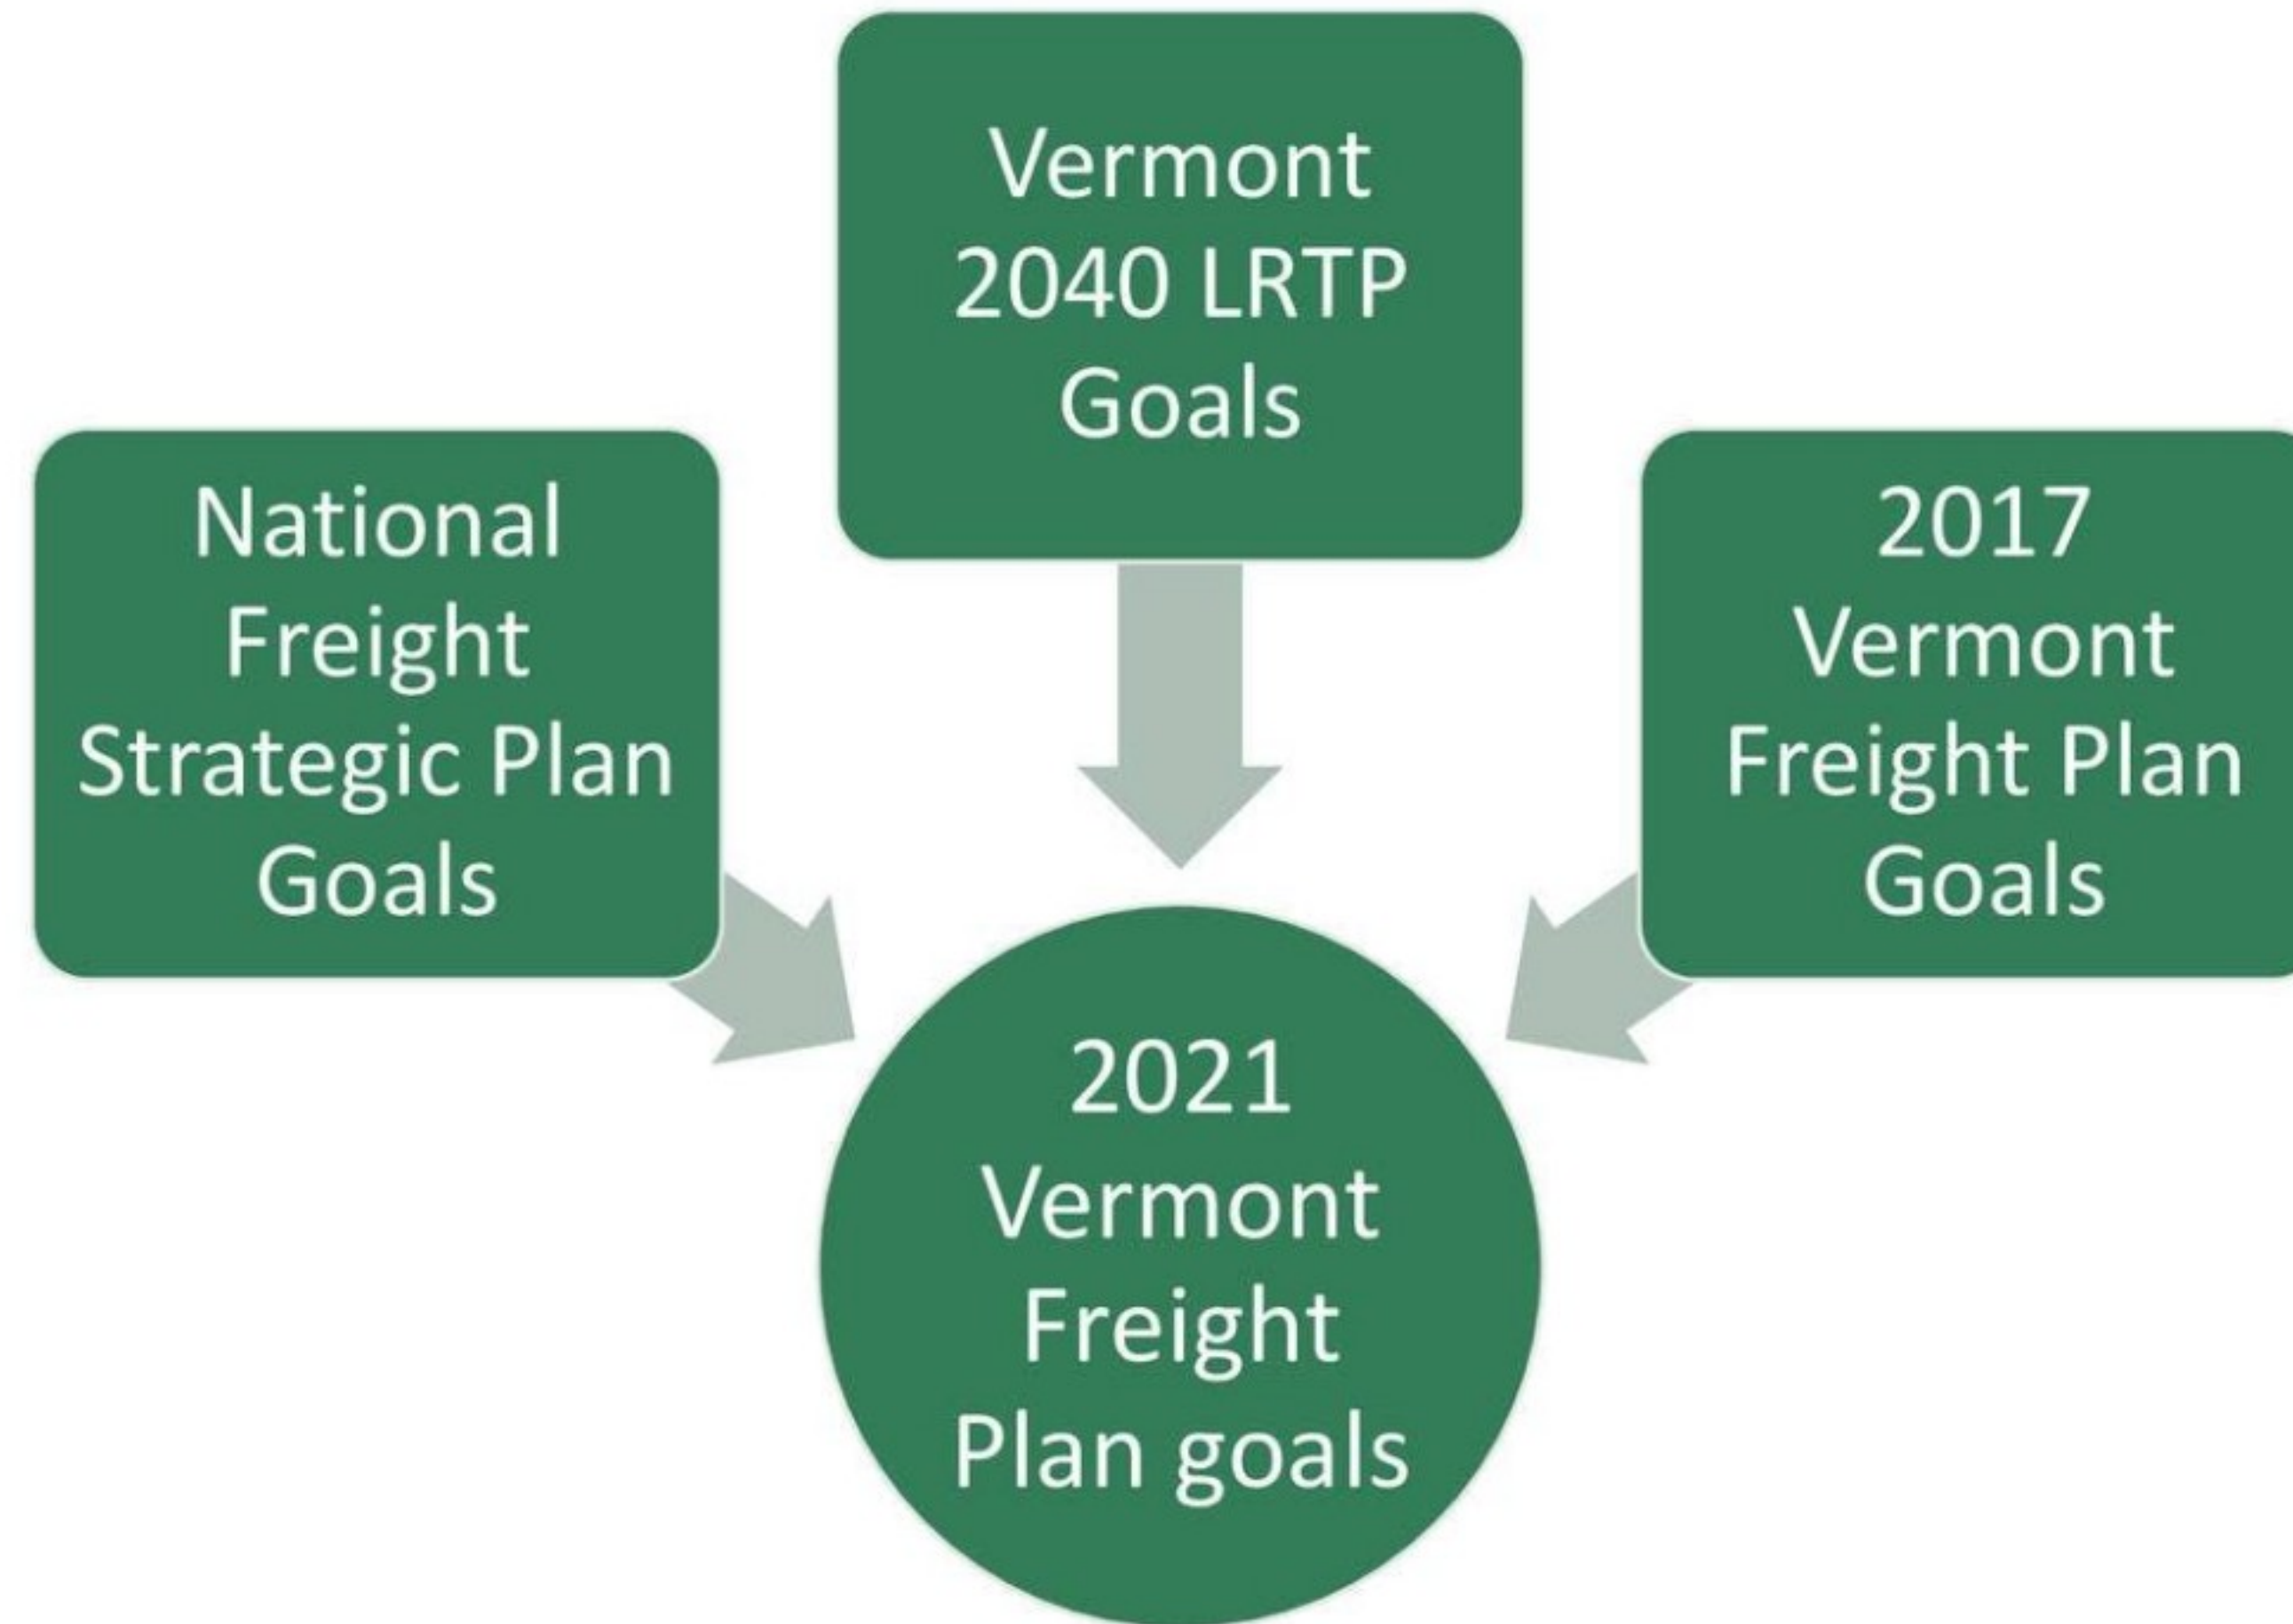 Vermont
2040 LRTP
Goals
National
Freight
Strategic Plan
Goals
2017
Vermont
Freight Plan
Goals
2021
Vermont
Freight
Plan goals